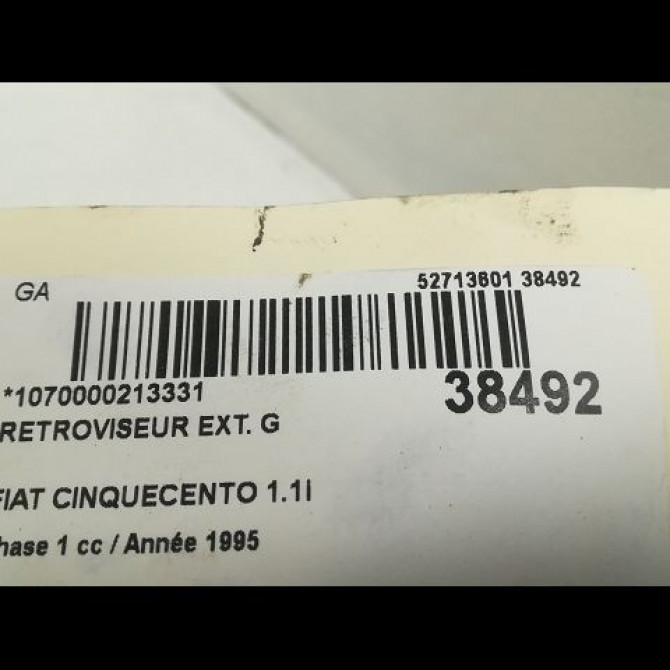 GA
52713601 38492
*1070000213331
38492
RETROVISEUR EXT. G
FIAT CINQUECENTO 1.1i
hase 1 cc / Année 1995